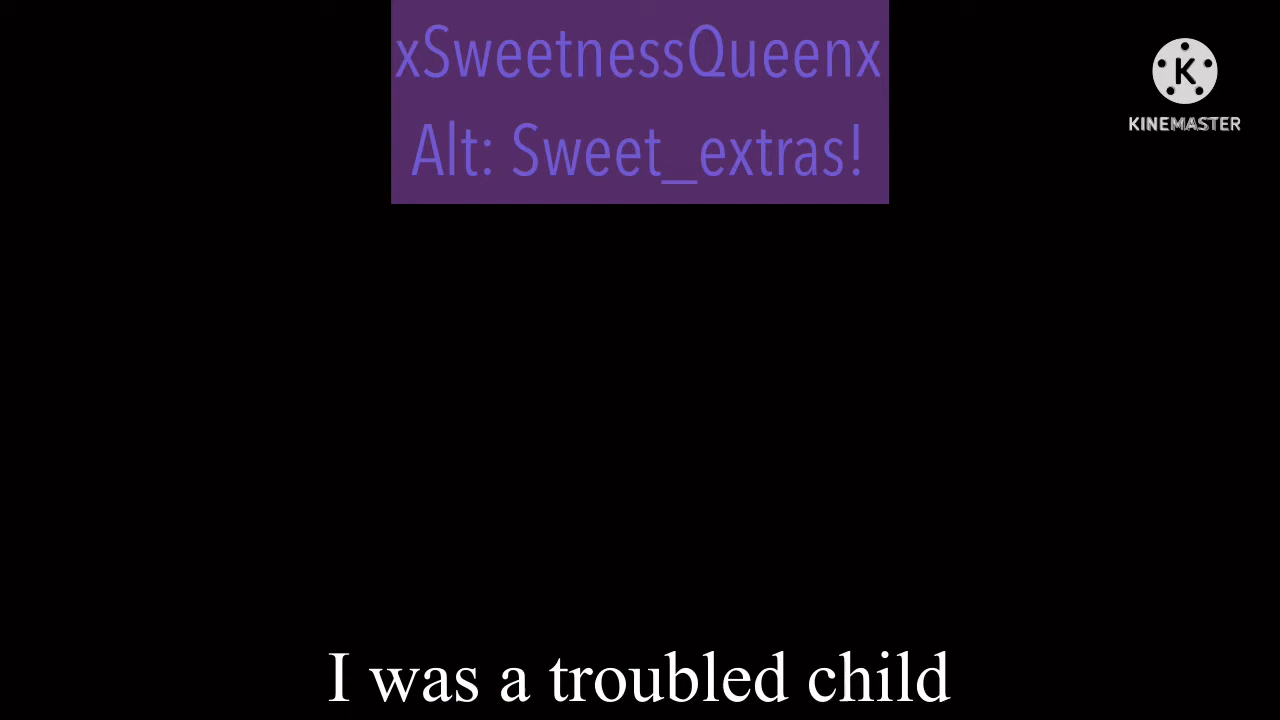 xSweetnessQueenx
Alt: Sweet_extras!
K
KINEMASTER
I was a troubled child